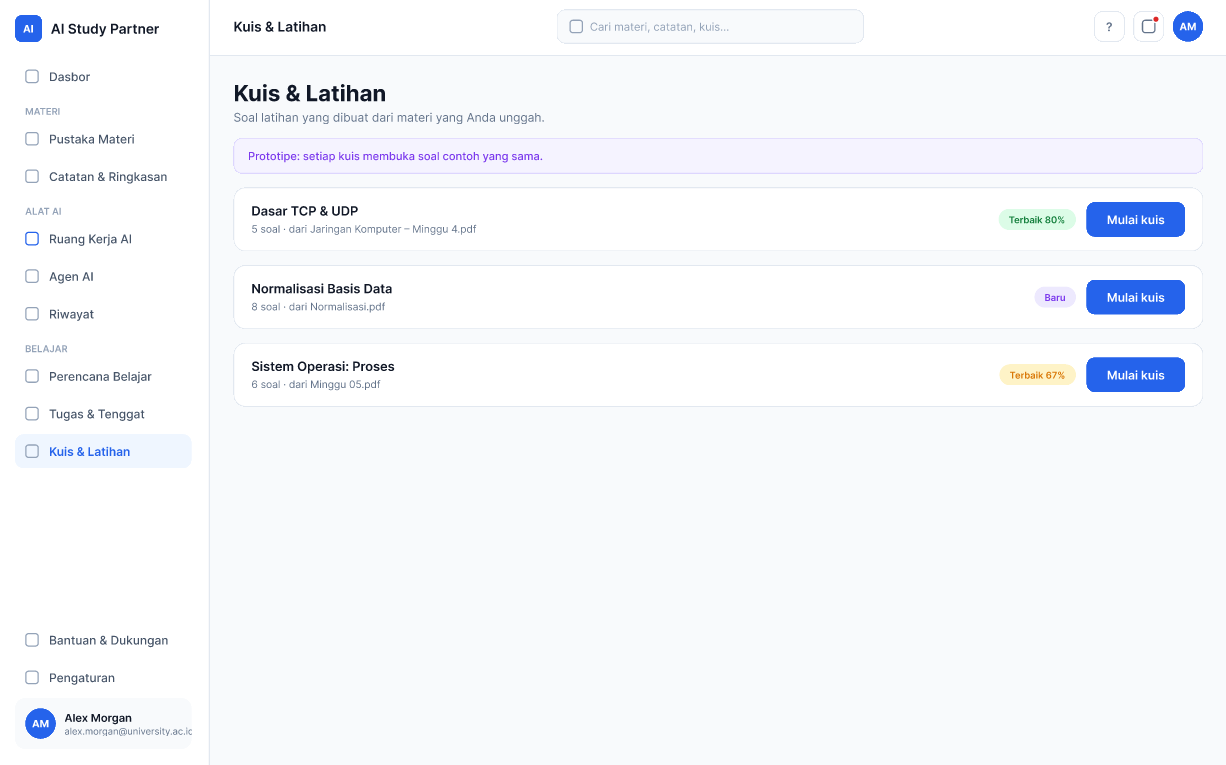 AI AI Study Partner
Dasbor
MATERI
Pustaka Materi
Catatan & Ringkasan
ALAT AI
Ruang Kerja AI
Agen AI
Riwayat
BELAJAR
Perencana Belajar
Tugas & Tenggat
Kuis & Latihan
Bantuan & Dukungan
Pengaturan
AM
Alex Morgan
alex.morgan@university.ac.ic
Kuis & Latihan
Cari materi, catatan, kuis...
?
AM
Kuis & Latihan
Soal latihan yang dibuat dari materi yang Anda unggah.
Prototipe: setiap kuis membuka soal contoh yang sama.
Dasar TCP & UDP
5 soal · dari Jaringan Komputer – Minggu 4.pdf
Terbaik 80%
Mulai kuis
Normalisasi Basis Data
8 soal · dari Normalisasi.pdf
Baru
Mulai kuis
Sistem Operasi: Proses
6 soal · dari Minggu 05.pdf
Terbaik 67%
Mulai kuis